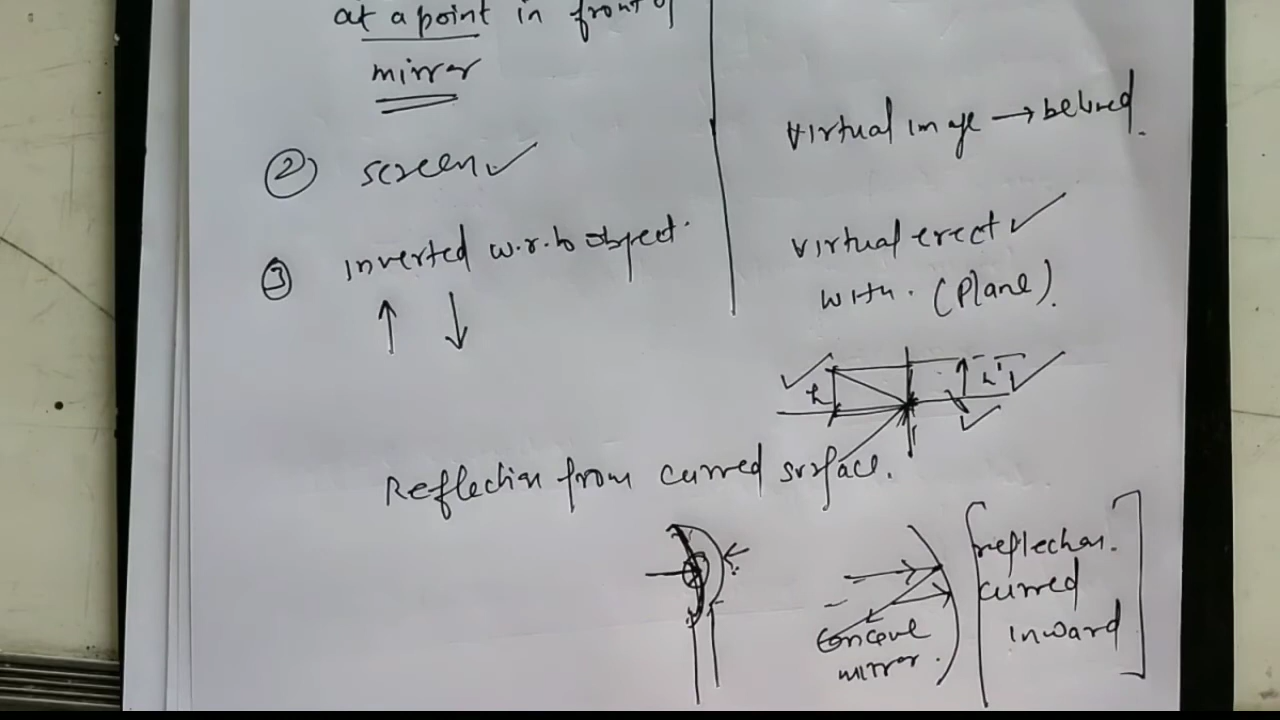 at a point in front of
mirror
② screen ✓
③ inverted w.r.to object.
virtual image → behind.
virtual erect ✓
with. (Plane).
h h'
Reflection from curved surface.
concave
mirror.
reflection.
curved
inward